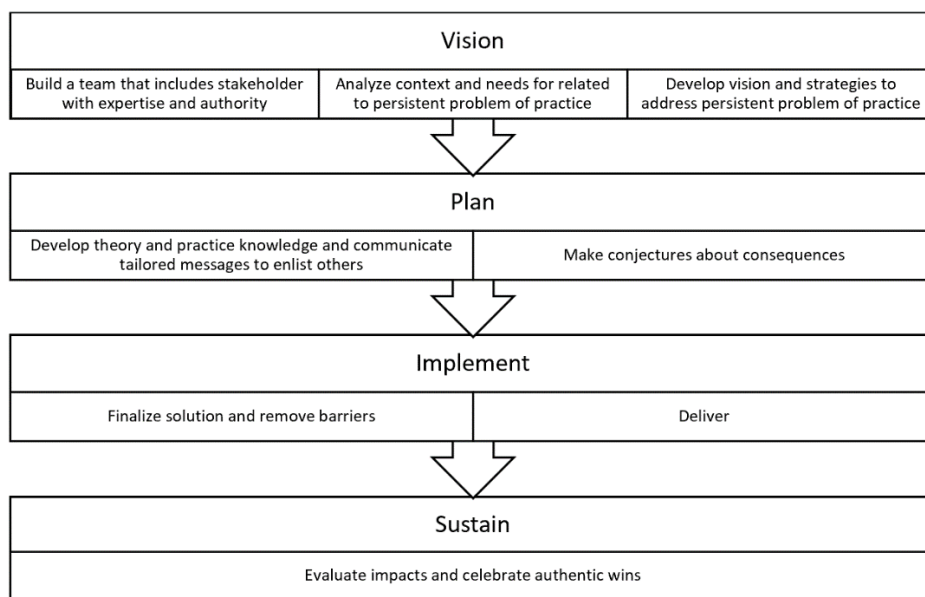 Vision
Build a team that includes stakeholder
with expertise and authority
Analyze context and needs for related
to persistent problem of practice
Develop vision and strategies to
address persistent problem of practice
Plan
Develop theory and practice knowledge and communicate
tailored messages to enlist others
Make conjectures about consequences
Implement
Finalize solution and remove barriers
Deliver
Sustain
Evaluate impacts and celebrate authentic wins